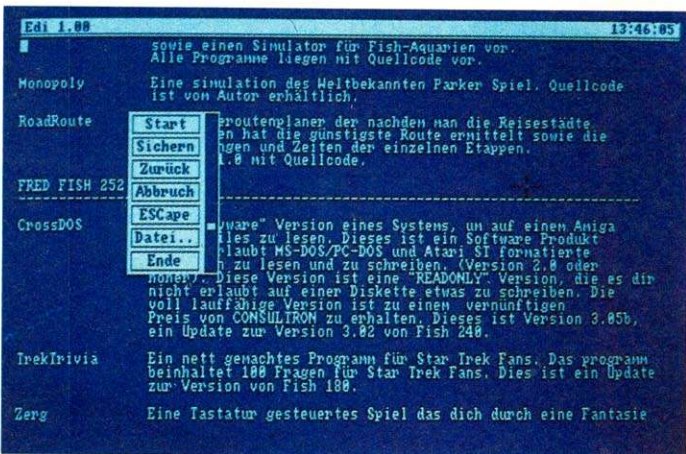 Edi 1.00 13:46:05
sowie einen Simulator für Fish-Aquarien vor.
Alle Programme liegen mit Quellcode vor.
Monopoly Eine simulation des Weltbekannten Parker Spiel. Quellcode
ist vom Autor erhältlich.
RoadRoute eroutenplaner der nachdem man die Reisestädte
en hat die günstigste Route ermittelt sowie die
ngen und Zeiten der einzelnen Etappen.
1.0 mit Quellcode.
Start
Sichern
Zurück
Abbruch
ESCape
Datei..
Ende
FRED FISH 252
CrossDOS yware" Version eines Systems, um auf einem Amiga
iles zu lesen. Dieses ist ein Software Produkt
rlaubt MS-DOS/PC-DOS und Atari ST formatierte
n zu lesen und zu schreiben. (Version 2.0 oder
höher). Diese Version ist eine "READONLY" Version, die es dir
nicht erlaubt auf einen Diskette etwas zu schreiben. Die
voll lauffähige Version ist zu einem vernünftigen
Preis von CONSULTRON zu erhalten. Dieses ist Version 3.05b,
ein Update zur Version 3.02 von Fish 240.
TrekTrivia Ein nett gemachtes Programm für Star Trek Fans. Das programm
beinhaltet 100 Fragen für Star Trek Fans. Dies ist ein Update
zur Version von Fish 180.
Zerg Eine Tastatur gesteuertes Spiel das dich durch eine Fantasie